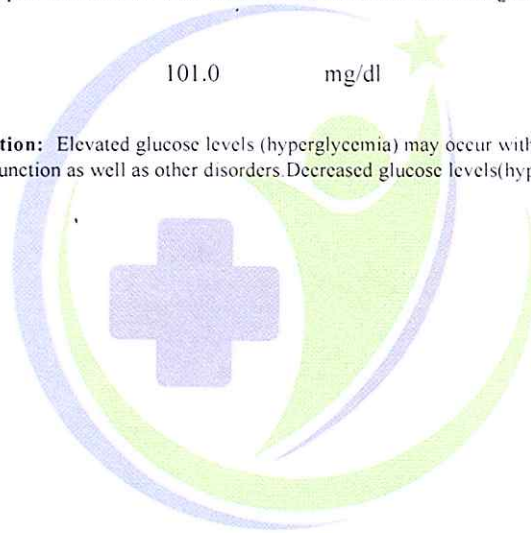 101.0 mg/dl
tion: Elevated glucose levels (hyperglycemia) may occur with
unction as well as other disorders.Decreased glucose levels(hyp